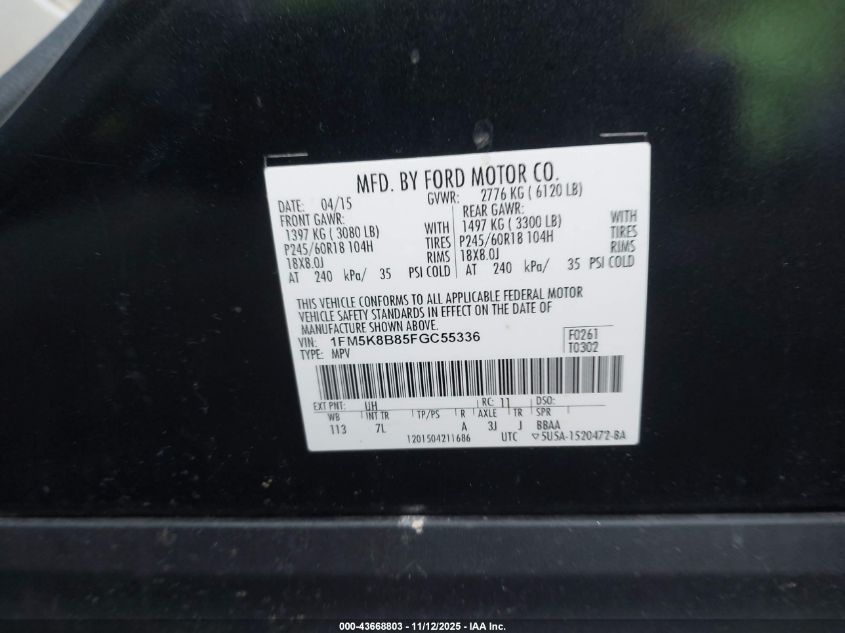 MFD. BY FORD MOTOR CO.
DATE: 04/15 GVWR: 2776 KG ( 6120 LB)
FRONT GAWR: REAR GAWR:
1397 KG ( 3080 LB) WITH 1497 KG ( 3300 LB) WITH
P245/60R18 104H TIRES P245/60R18 104H TIRES
18X8.0J RIMS 18X8.0J RIMS
AT 240 kPa/ 35 PSI COLD AT 240 kPa/ 35 PSI COLD
THIS VEHICLE CONFORMS TO ALL APPLICABLE FEDERAL MOTOR
VEHICLE SAFETY STANDARDS IN EFFECT ON THE DATE OF
MANUFACTURE SHOWN ABOVE.
VIN: 1FM5K8B85FGC55336 F0261
TYPE: MPV T0302
EXT PNT: UH RC: 11 DSO:
WB INT TR TP/PS R AXLE TR SPR
113 7L A 3J J BBAA
1201504211686 UTC ▽5U5A-1520472-BA
000-43668803 — 11/12/2025 — IAA Inc.